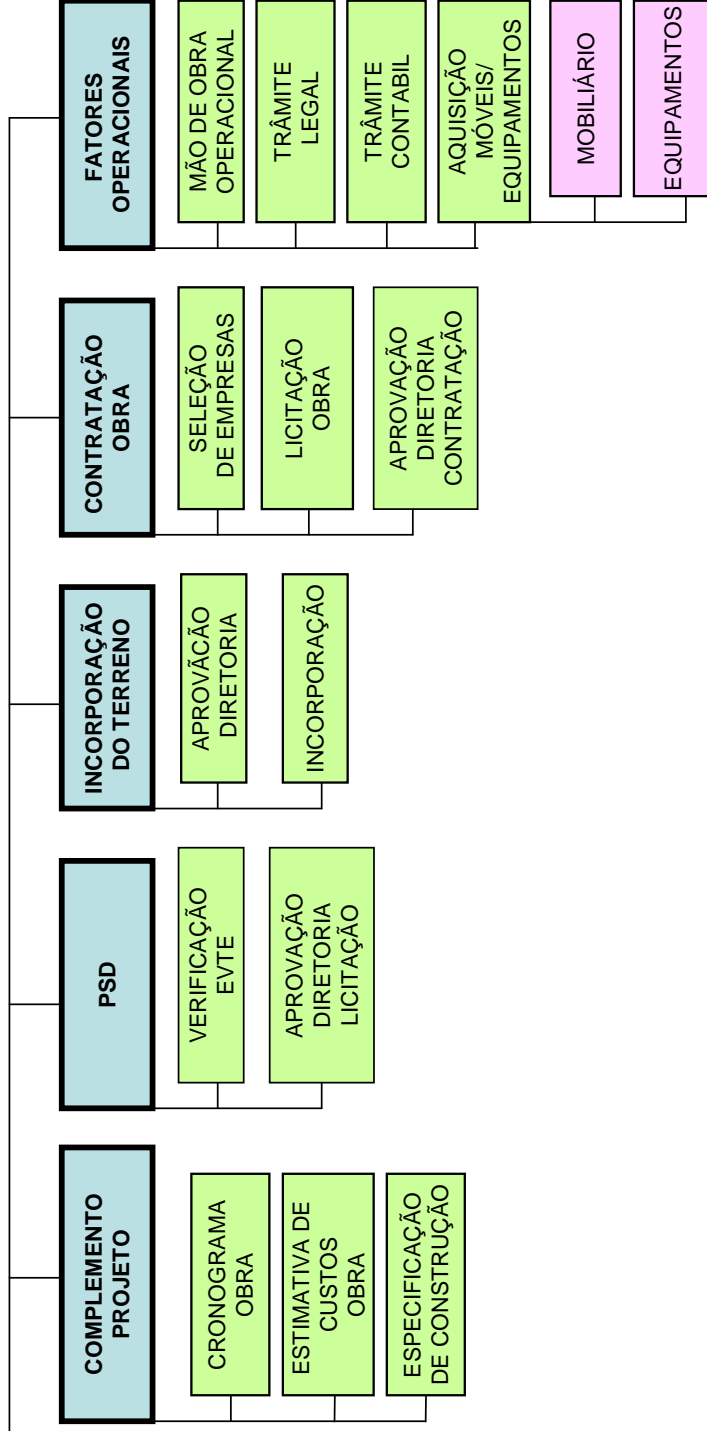 COMPLEMENTO
PROJETO
CRONOGRAMA
OBRA
ESTIMATIVA DE
CUSTOS
OBRA
ESPECIFICAÇÃO
DE CONSTRUÇÃO
PSD
VERIFICAÇÃO
EVTE
APROVAÇÃO
DIRETORIA
LICITAÇÃO
INCORPORAÇÃO
DO TERRENO
APROVÃCÃO
DIRETORIA
INCORPORAÇÃO
CONTRATAÇÃO
OBRA
SELEÇÃO
DE EMPRESAS
LICITAÇÃO
OBRA
APROVAÇÃO
DIRETORIA
CONTRATAÇÃO
FATORES
OPERACIONAIS
MÃO DE OBRA
OPERACIONAL
TRÂMITE
LEGAL
TRÂMITE
CONTABIL
AQUISIÇÃO
MÓVEIS/
EQUIPAMENTOS
MOBILIÁRIO
EQUIPAMENTOS